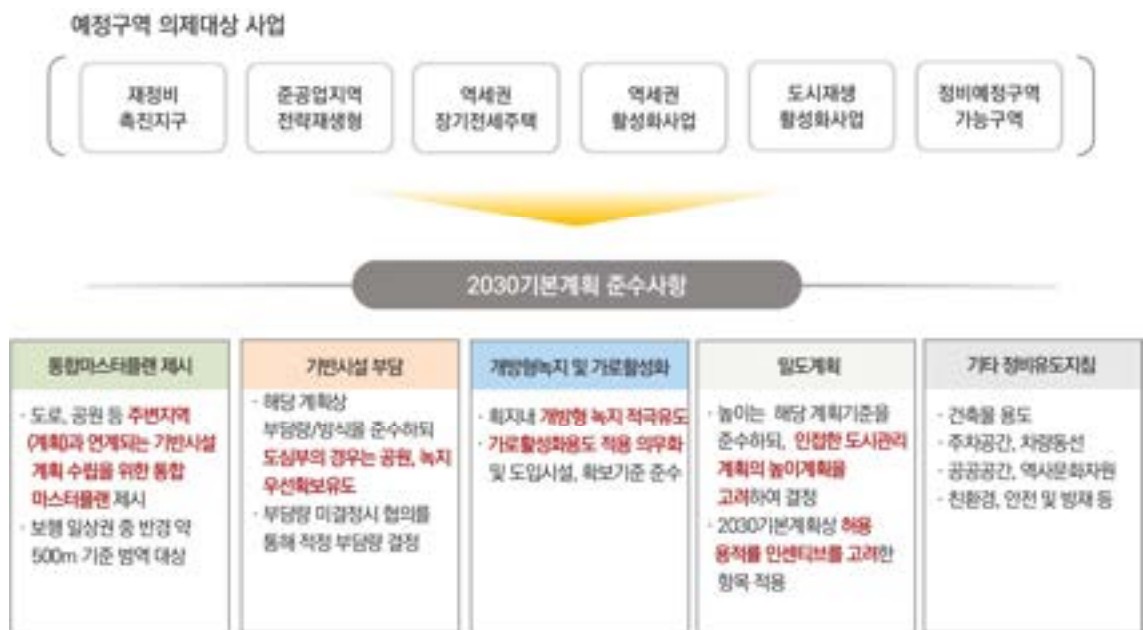 예정구역 의제대상 사업
재정비
촉진지구
준공업지역
전략재생형
역세권
장기전세주택
역세권
활성화사업
도시재생
활성화사업
정비예정구역
가능구역
2030기본계획 준수사항
통합마스터플랜 제시
· 도로, 공원 등 주변지역
(계획)과 연계되는 기반시설
계획 수립을 위한 통합
마스터플랜 제시
· 보행 일상권 중 반경 약
500m 기준 범역 대상
기반시설 부담
· 해당 계획상
부담량/방식을 준수하되
도심부의 경우는 공원, 녹지
우선확보유도
· 부담량 미결정시 협의를
통해 적정 부담량 결정
개방형녹지 및 가로활성화
· 획지내 개방형 녹지 적극유도
· 가로활성화용도 적용 의무화
및 도입시설, 확보기준 준수
밀도계획
· 높이는 해당 계획기준을
준수하되, 인접한 도시관리
계획의 높이계획을
고려하여 결정
· 2030기본계획상 허용
용적률 인센티브를 고려한
항목 적용
기타 정비유도지침
· 건축물 용도
· 주차공간, 차량동선
· 공공공간, 역사문화자원
· 친환경, 안전 및 방재 등